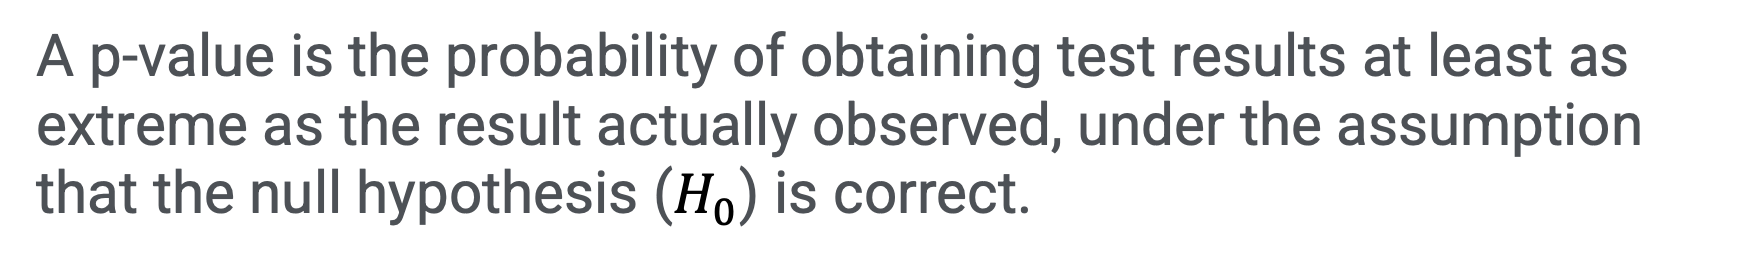 A p-value is the probability of obtaining test results at least as
extreme as the result actually observed, under the assumption
that the null hypothesis (H₀) is correct.